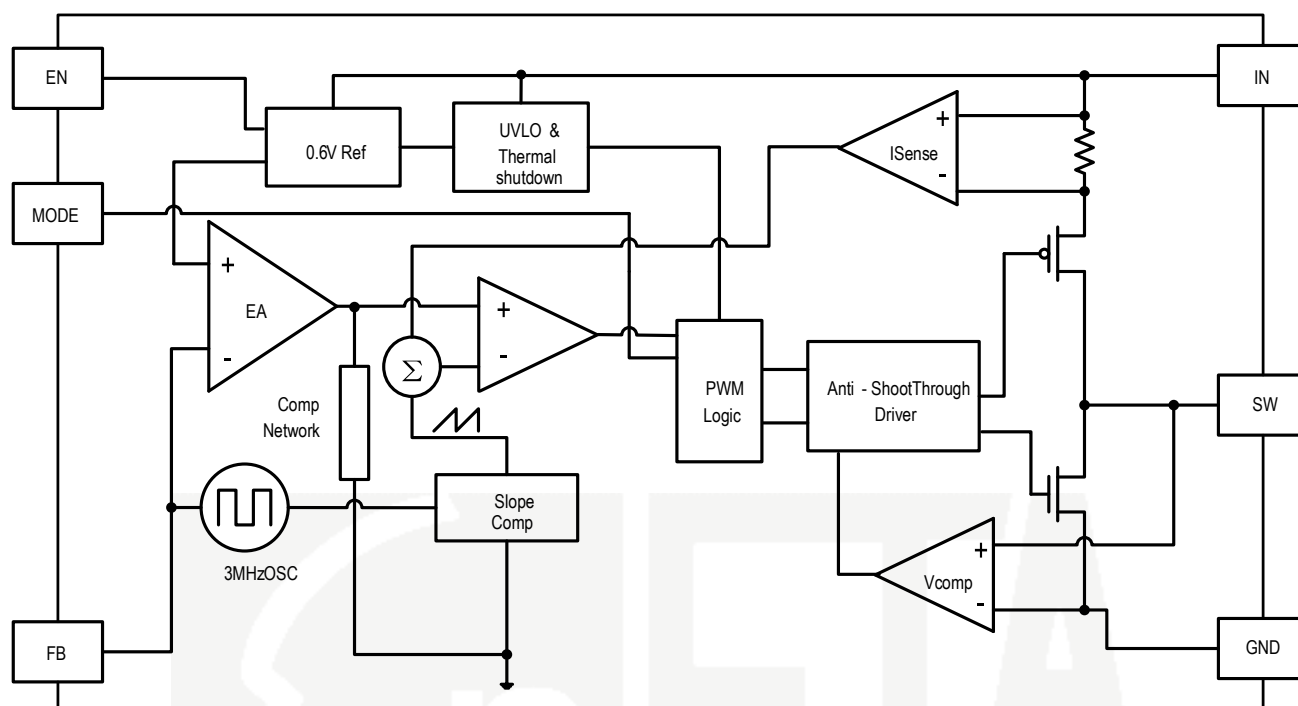 EN
IN
0.6V Ref
UVLO &
Thermal
shutdown
+
ISense
-
MODE
+
EA
-
+
-
Σ
Comp
Network
PWM
Logic
Anti - ShootThrough
Driver
SW
Slope
Comp
3MHzOSC
+
Vcomp
-
FB
GND